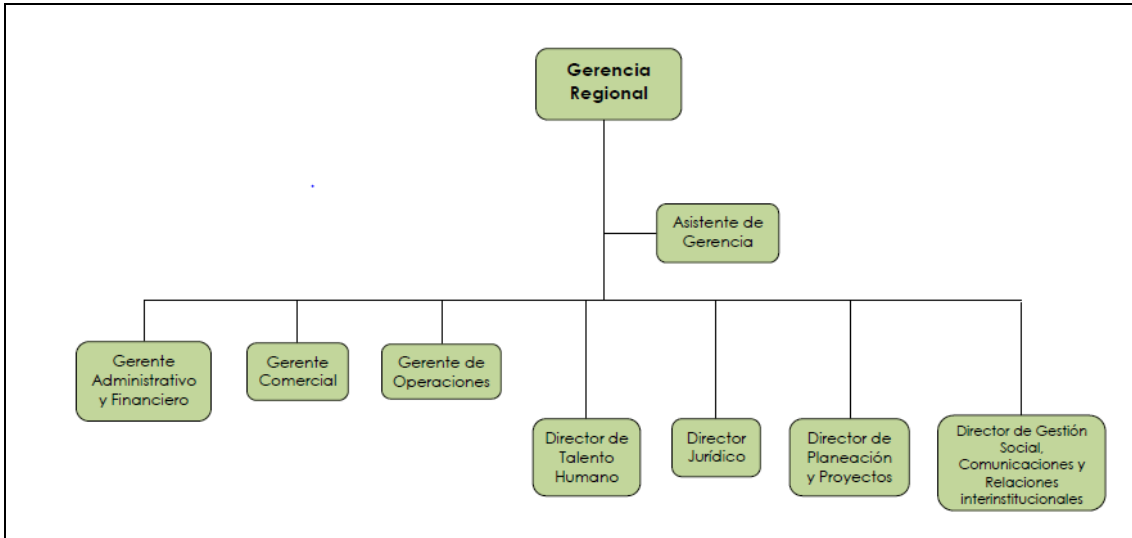 Gerencia
Regional
Asistente de
Gerencia
Gerente
Administrativo
y Financiero
Gerente
Comercial
Gerente de
Operaciones
Director de
Talento
Humano
Director
Jurídico
Director de
Planeación
y Proyectos
Director de Gestión
Social,
Comunicaciones y
Relaciones
interinstitucionales